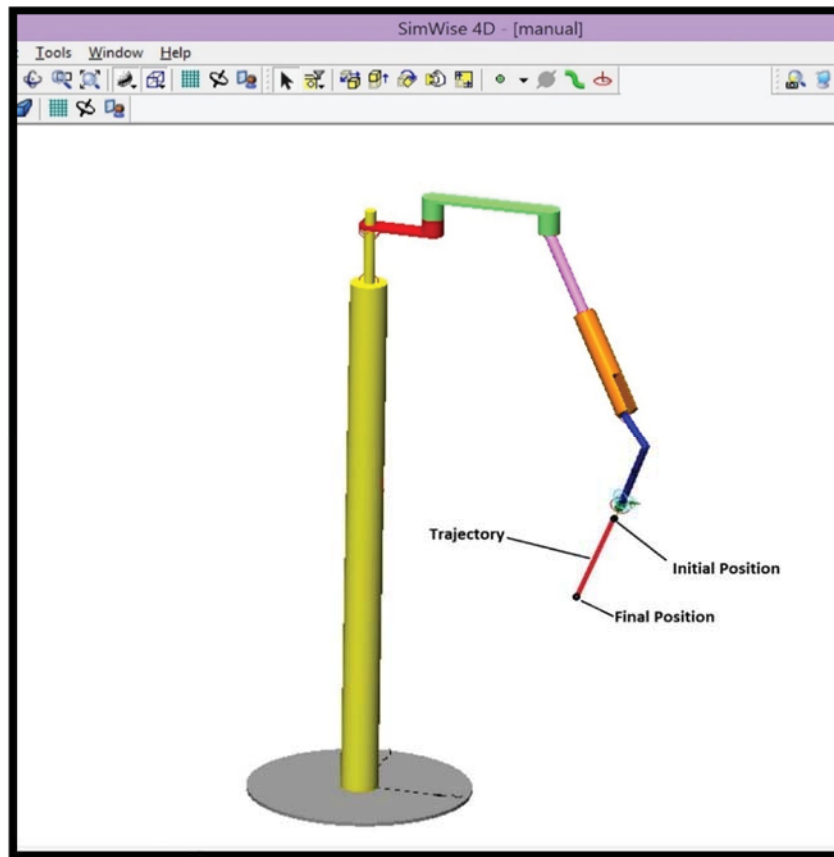 SimWise 4D - [manual]
Tools Window Help
Trajectory
Initial Position
Final Position